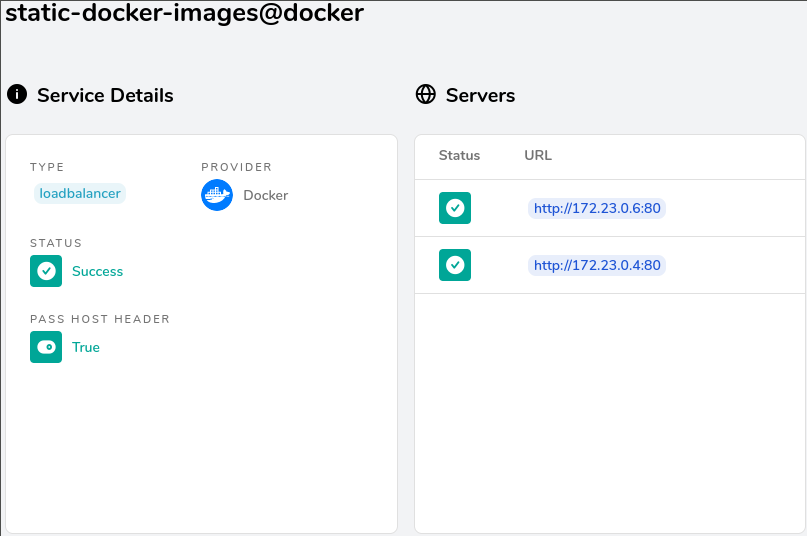 static-docker-images@docker
Service Details
TYPE
loadbalancer
PROVIDER
Docker
STATUS
Success
PASS HOST HEADER
True
Servers
Status URL
http://172.23.0.6:80
http://172.23.0.4:80